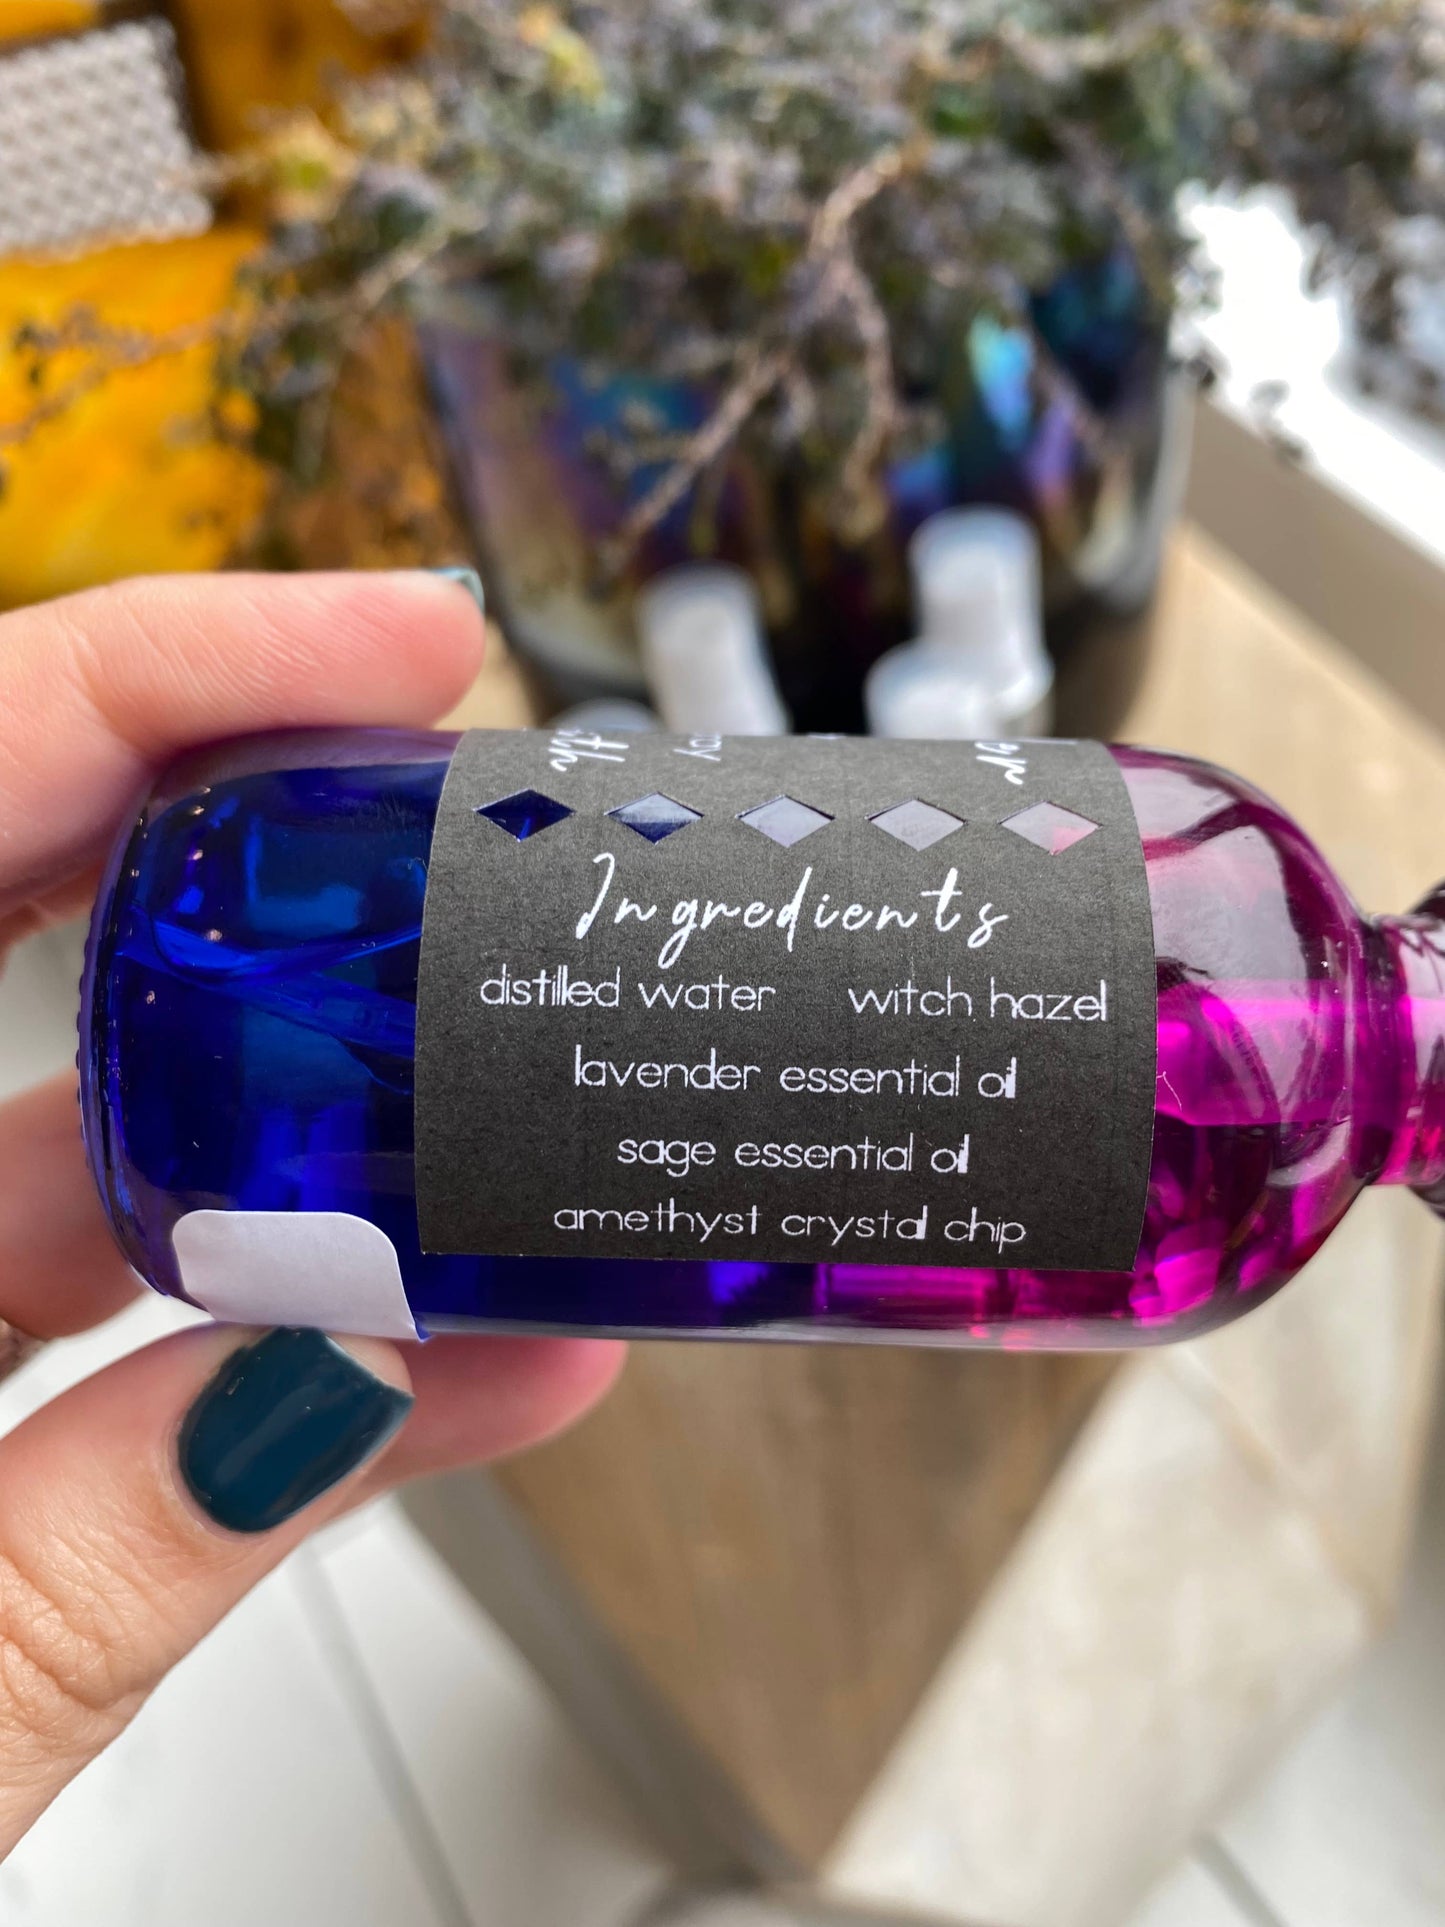 Ingredients
distilled water witch hazel
lavender essential oil
sage essential oil
amethyst crystal chip